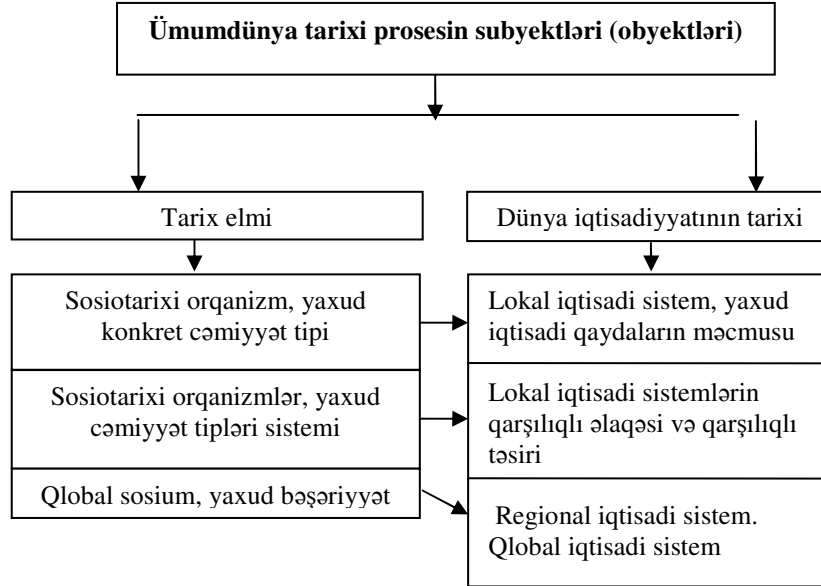 Ümumdünya tarixi prosesin subyektləri (obyektləri)
Tarix elmi
Dünya iqtisadiyyatının tarixi
Sosiotarixi orqanizm, yaxud
konkret cəmiyyət tipi
Lokal iqtisadi sistem, yaxud
iqtisadi qaydaların məcmusu
Sosiotarixi orqanizmlər, yaxud
cəmiyyət tipləri sistemi
Lokal iqtisadi sistemlərin
qarşılıqlı əlaqəsi və qarşılıqlı
təsiri
Qlobal sosium, yaxud bəşəriyyət
Regional iqtisadi sistem.
Qlobal iqtisadi sistem